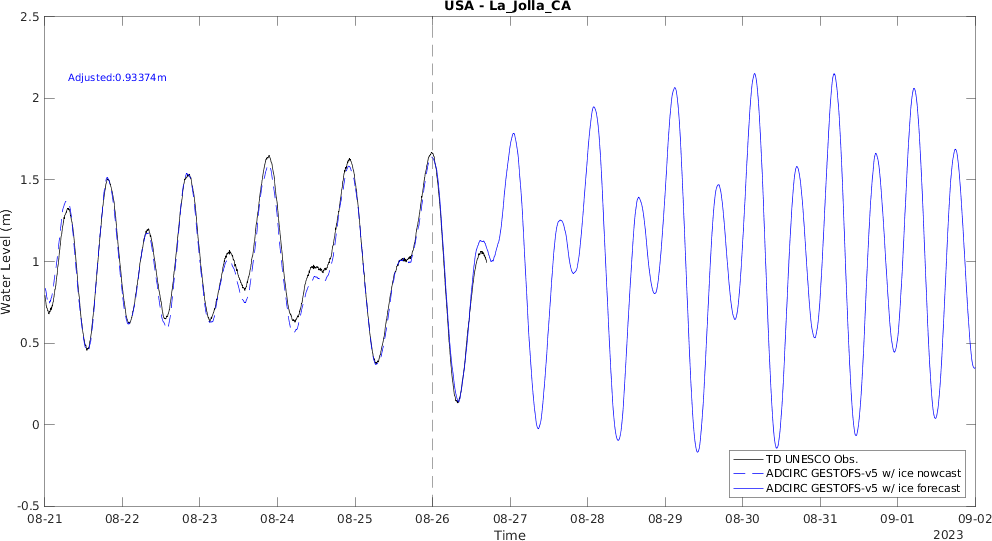 USA - La_Jolla_CA
2.5
Adjusted:0.93374m
2
1.5
1
0.5
0
-0.5
Water Level (m)
TD UNESCO Obs.
ADCIRC GESTOFS-v5 w/ ice nowcast
ADCIRC GESTOFS-v5 w/ ice forecast
08-21 08-22 08-23 08-24 08-25 08-26 08-27 08-28 08-29 08-30 08-31 09-01 09-02
Time
2023